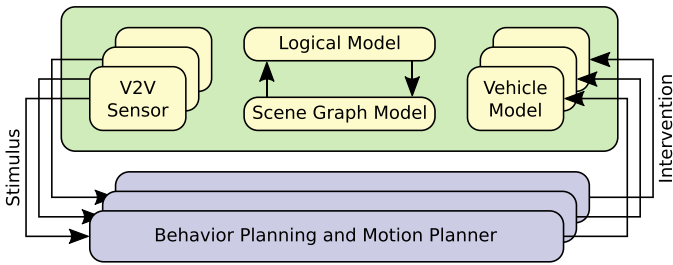 V2V
Sensor
Logical Model
Scene Graph Model
Vehicle
Model
Stimulus
Intervention
Behavior Planning and Motion Planner